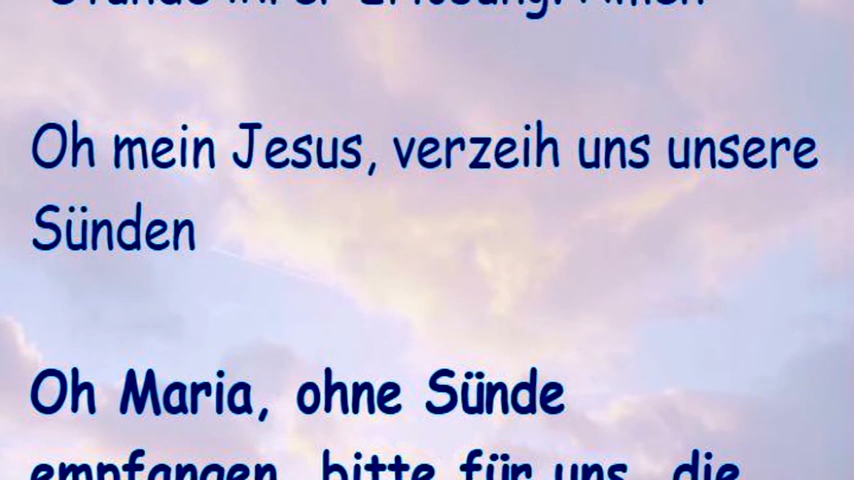 Stunde ihrer Erlösung. Amen
Oh mein Jesus, verzeih uns unsere
Sünden
Oh Maria, ohne Sünde
empfangen, bitte für uns, die